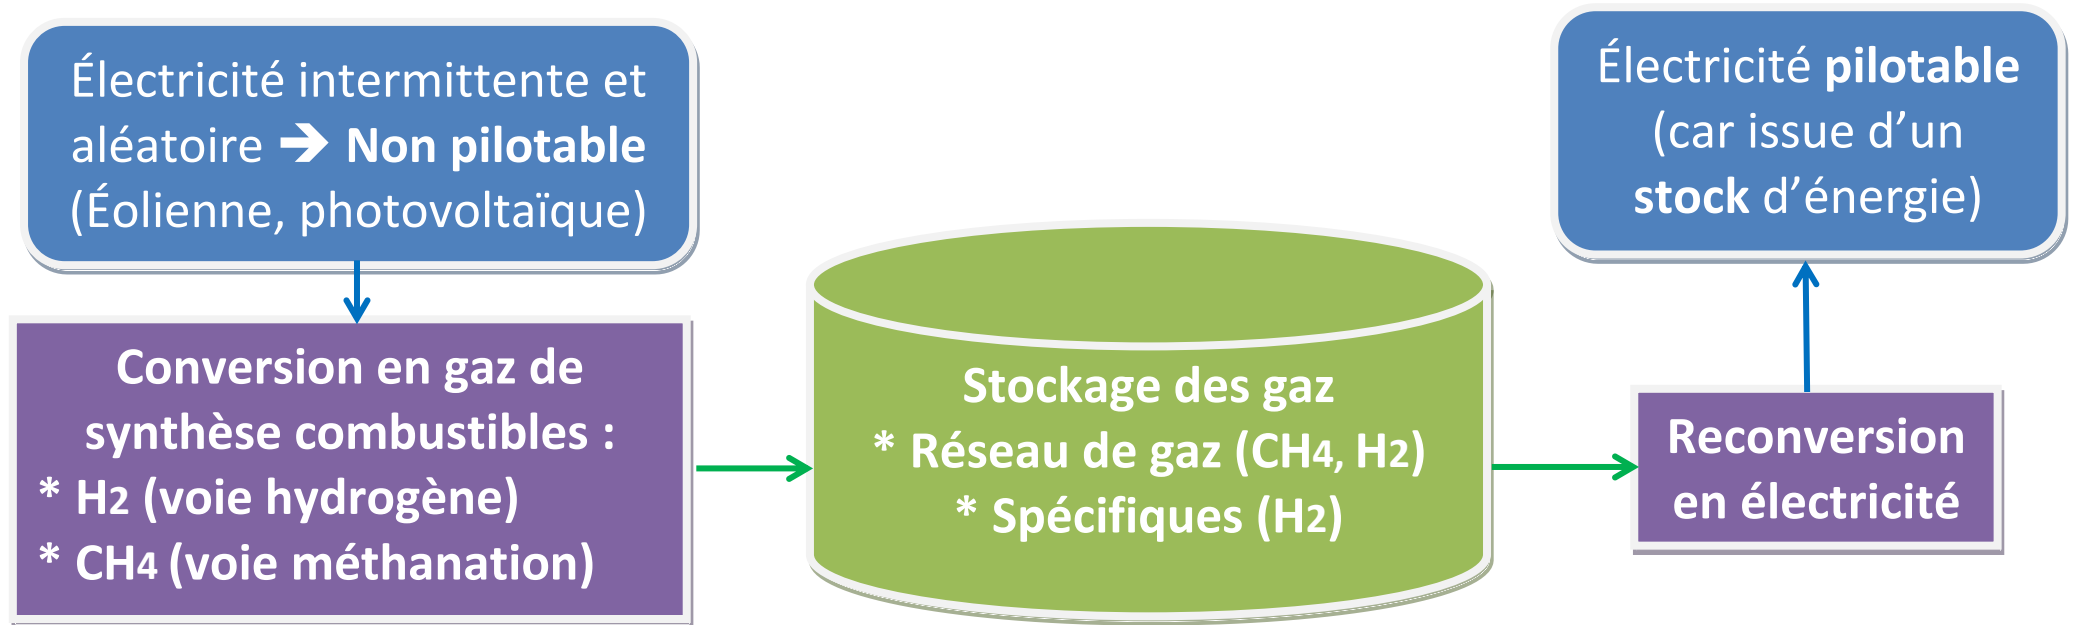 Électricité intermittente et
aléatoire ➔ Non pilotable
(Éolienne, photovoltaïque)
Conversion en gaz de
synthèse combustibles :
* H2 (voie hydrogène)
* CH4 (voie méthanation)
Stockage des gaz
* Réseau de gaz (CH4, H2)
* Spécifiques (H2)
Reconversion
en électricité
Électricité pilotable
(car issue d’un
stock d’énergie)